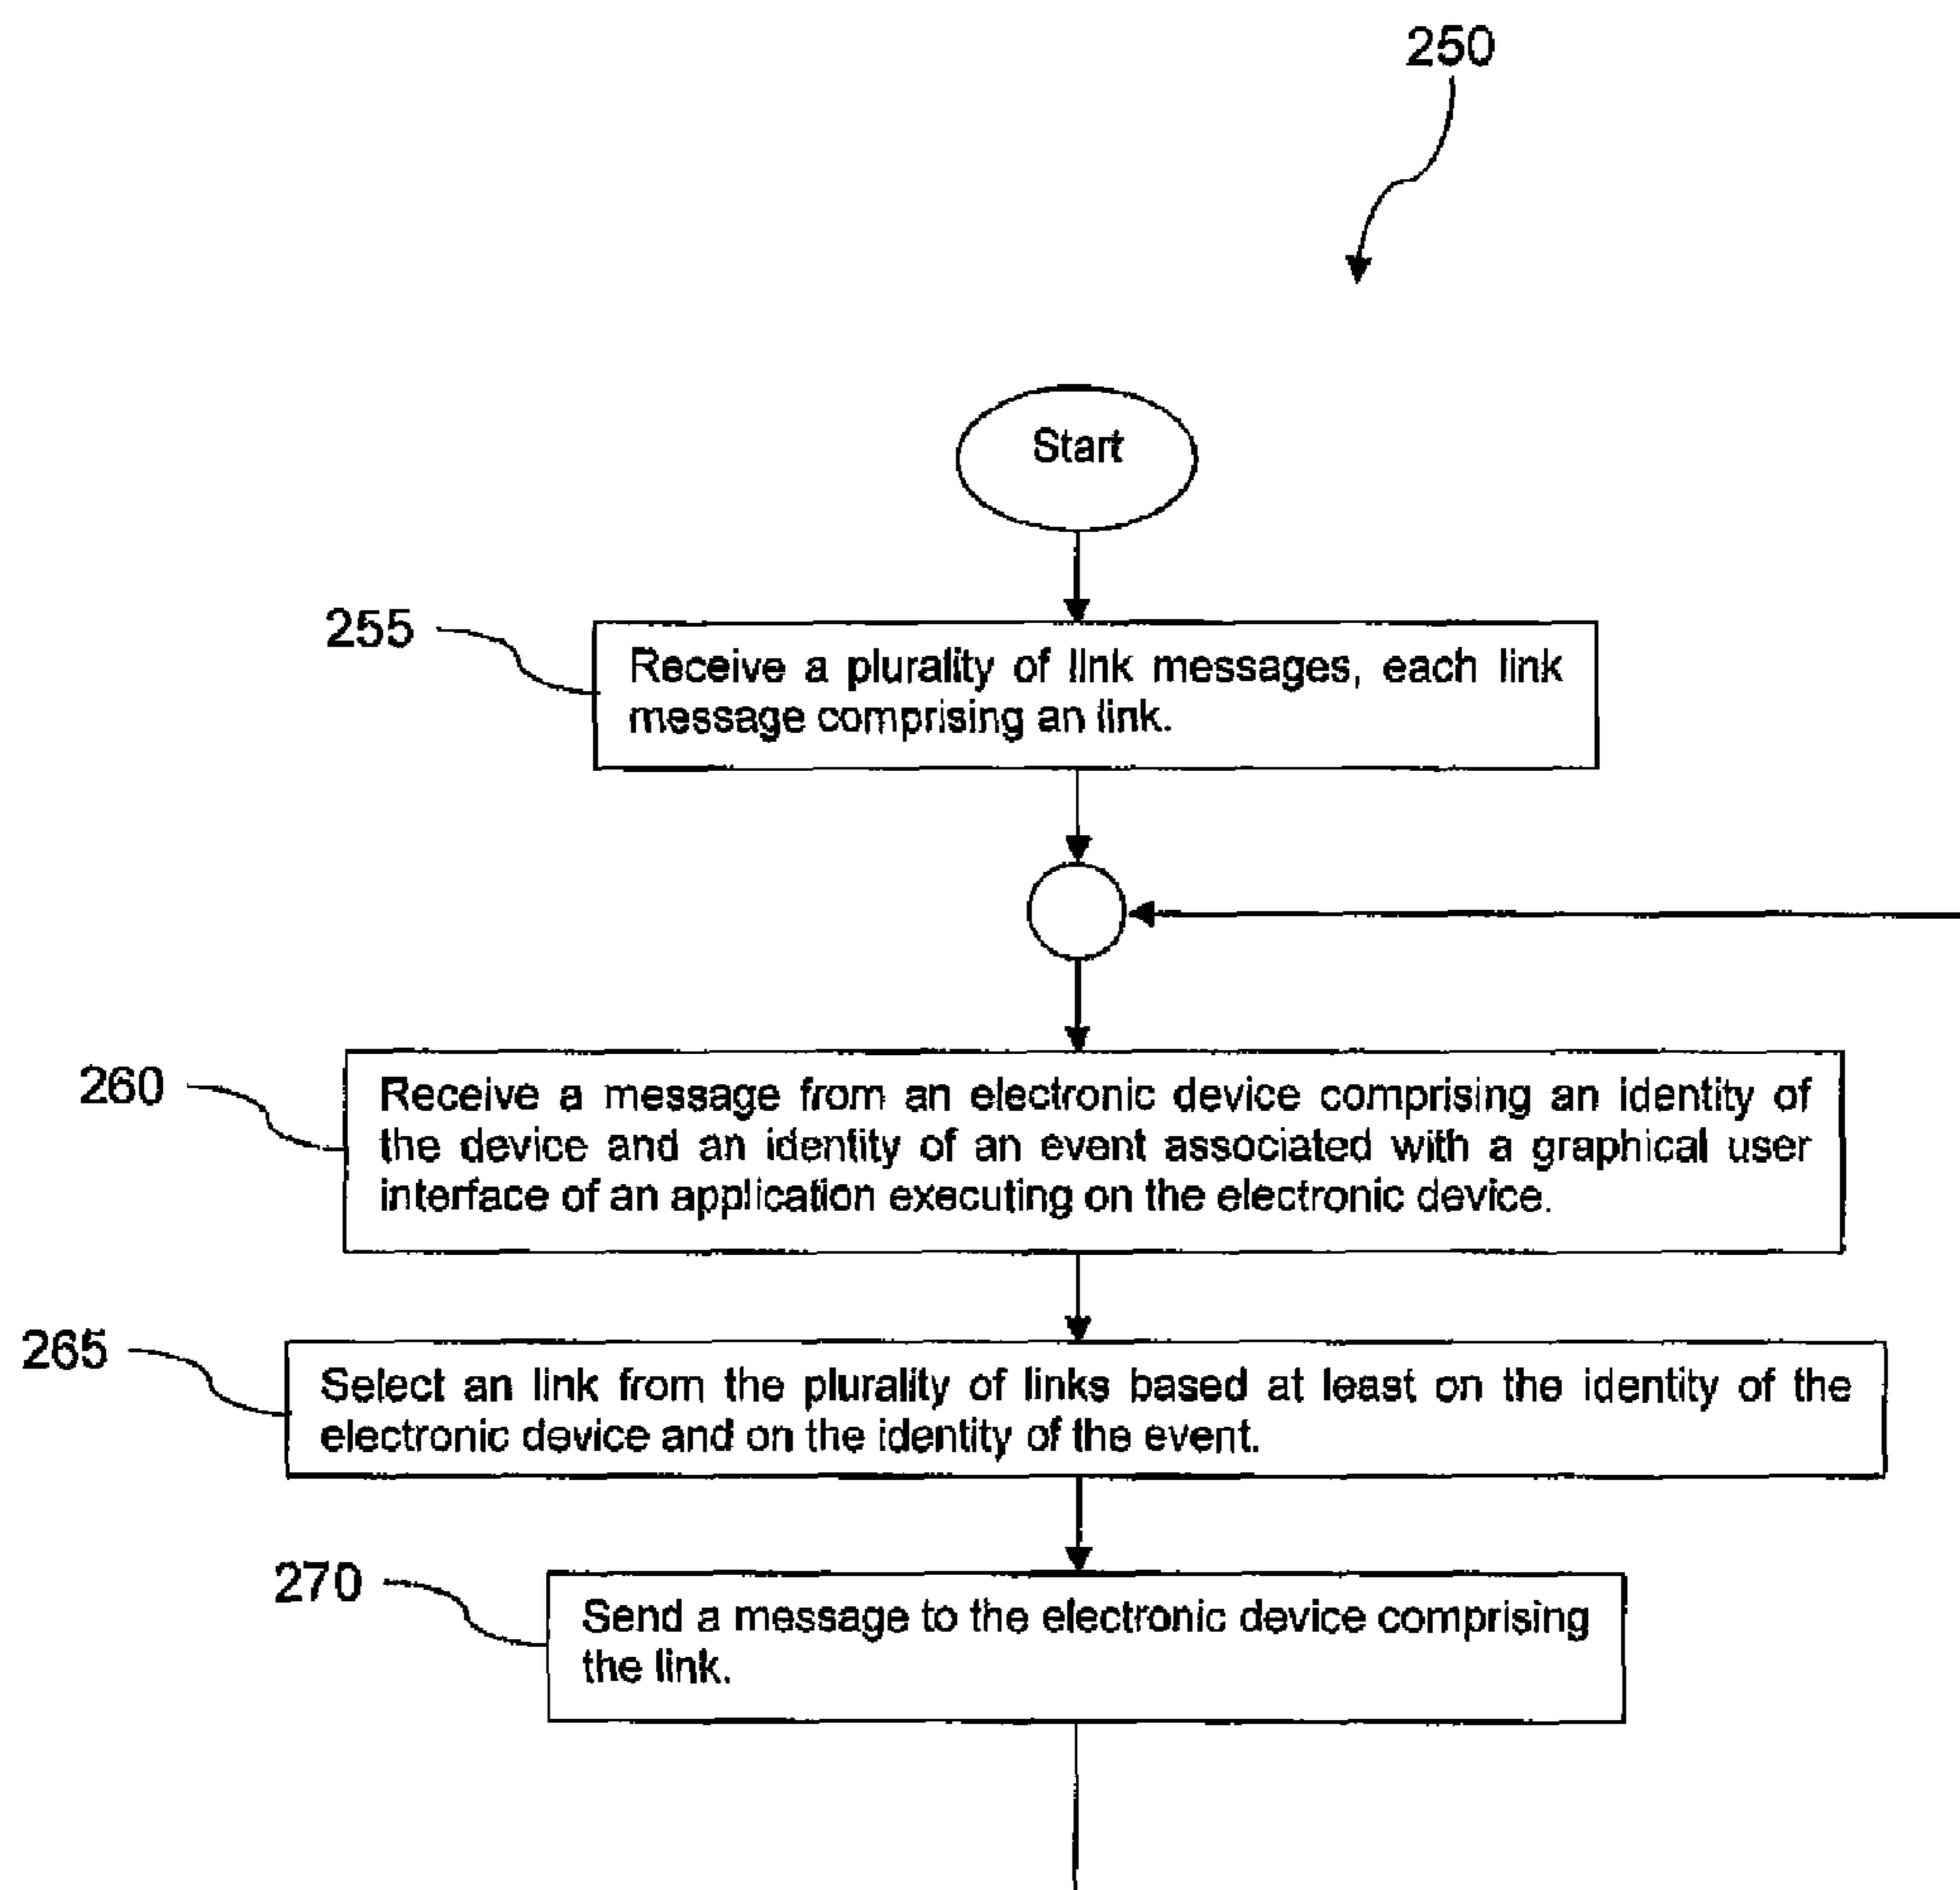 250
Start
255
Receive a plurality of link messages, each link
message comprising an link.
260
Receive a message from an electronic device comprising an identity of
the device and an identity of an event associated with a graphical user
interface of an application executing on the electronic device.
265
Select an link from the plurality of links based at least on the identity of the
electronic device and on the identity of the event.
270
Send a message to the electronic device comprising
the link.